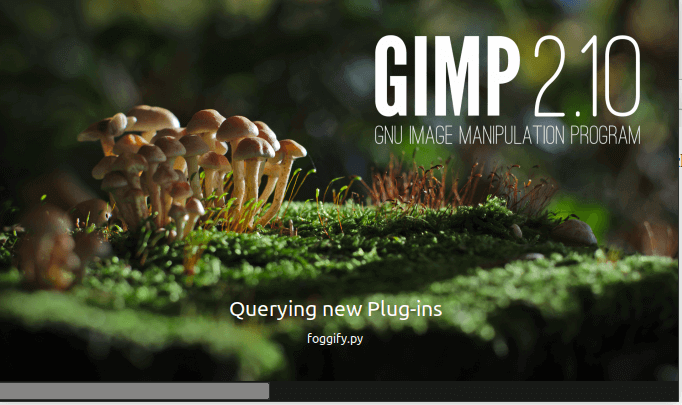 GIMP 2.10
GNU IMAGE MANIPULATION PROGRAM
Querying new Plug-ins
foggify.py